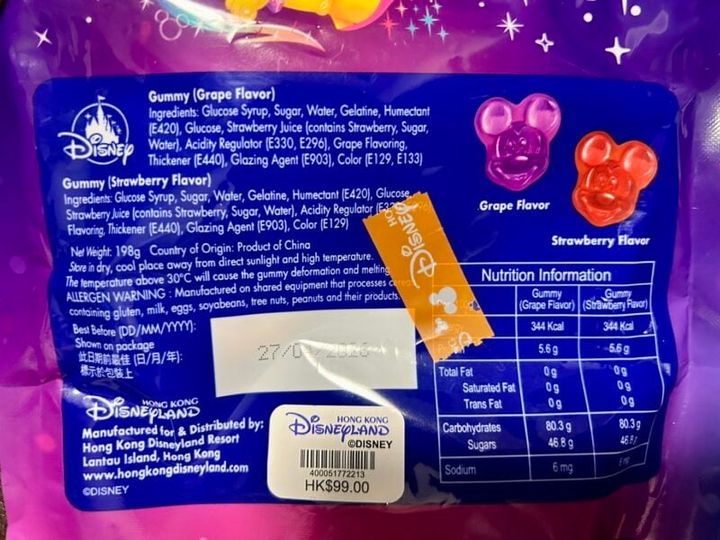 Gummy (Grape Flavor)
Ingredients: Glucose Syrup, Sugar, Water, Gelatine, Humectant
(E420), Glucose, Strawberry Juice (contains Strawberry, Sugar,
Water), Acidity Regulator (E330, E296), Grape Flavoring,
Thickener (E440), Glazing Agent (E903), Color (E129, E133)
DISNEY
Gummy (Strawberry Flavor)
Ingredients: Glucose Syrup, Sugar, Water, Gelatine, Humectant (E420), Glucose,
Strawberry Juice (contains Strawberry, Sugar, Water), Acidity Regulator
Flavoring, Thickener (E440), Glazing Agent (E903), Color (E129)
Net Weight: 198g Country of Origin: Product of China
Store in dry, cool place away from direct sunlight and high temperature.
The temperature above 30°C will cause the gummy deformation and melting
ALLERGEN WARNING : Manufactured on shared equipment that processes
containing gluten, milk, eggs, soyabeans, tree nuts, peanuts and their products.
Best Before (DD/MM/YYYY):
Shown on package
此日期前最佳 (日/月/年):
標示於包裝上
HONG KONG
DISNEYLAND
Manufactured for & Distributed by:
Hong Kong Disneyland Resort
Lantau Island, Hong Kong
www.hongkongdisneyland.com
©DISNEY
HONG KONG
DISNEYLAND
©DISNEY
400051772213
HK$99.00
Grape Flavor
Strawberry Flavor
DISNEY
Nutrition Information
Gummy (Grape Flavor) Gummy (Strawberry Flavor)
344 Kcal 344 Kcal
5.6 g 5.6 g
Total Fat 0 g 0 g
Saturated Fat 0 g 0 g
Trans Fat 0 g 0 g
Carbohydrates 80.3 g 80.3 g
Sugars 46.8 g 46.8
Sodium 6 mg